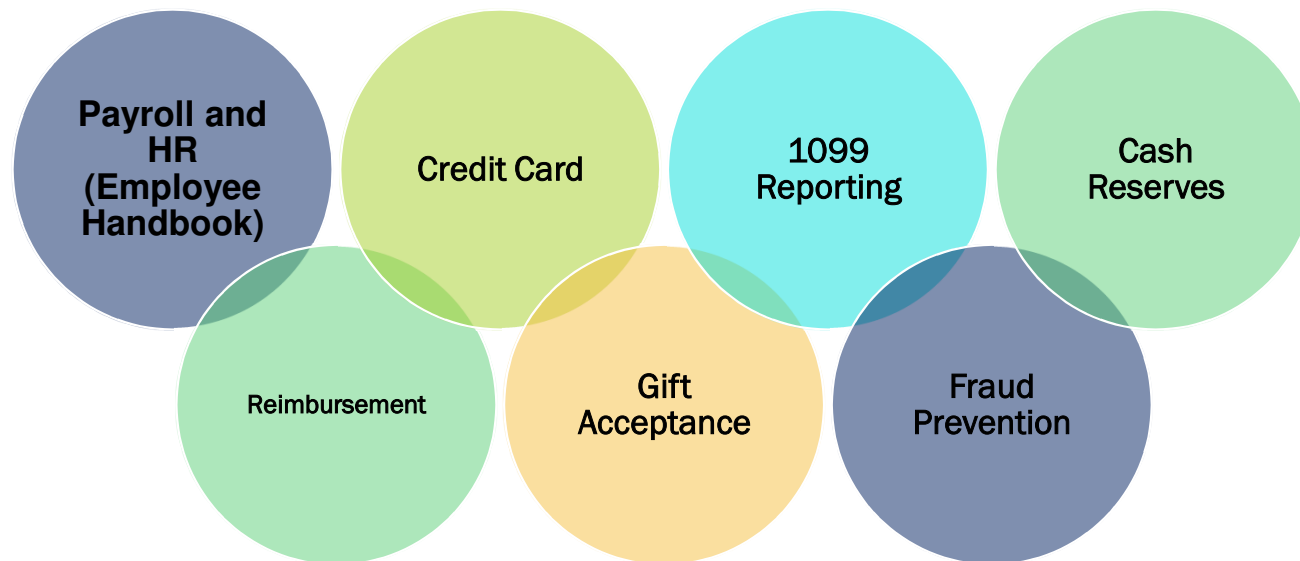 Payroll and
HR
(Employee
Handbook)
Credit Card
1099
Reporting
Cash
Reserves
Reimbursement
Gift
Acceptance
Fraud
Prevention